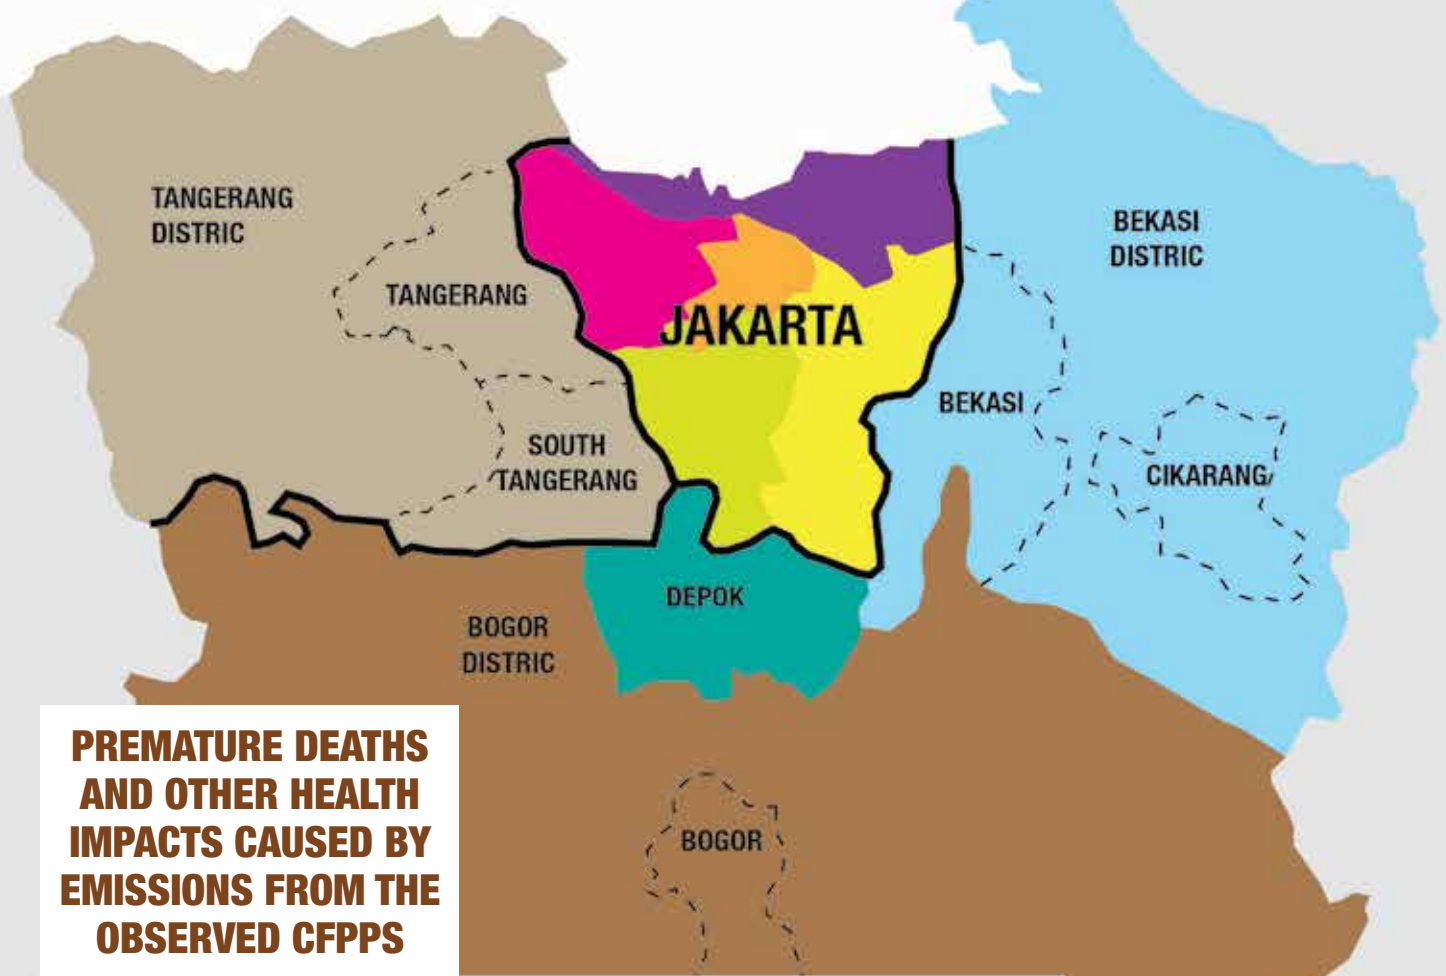 TANGERANG
DISTRIC
TANGERANG
SOUTH
TANGERANG
JAKARTA
BEKASI
DISTRIC
BEKASI
CIKARANG
DEPOK
BOGOR
DISTRIC
BOGOR
PREMATURE DEATHS
AND OTHER HEALTH
IMPACTS CAUSED BY
EMISSIONS FROM THE
OBSERVED CFPPS